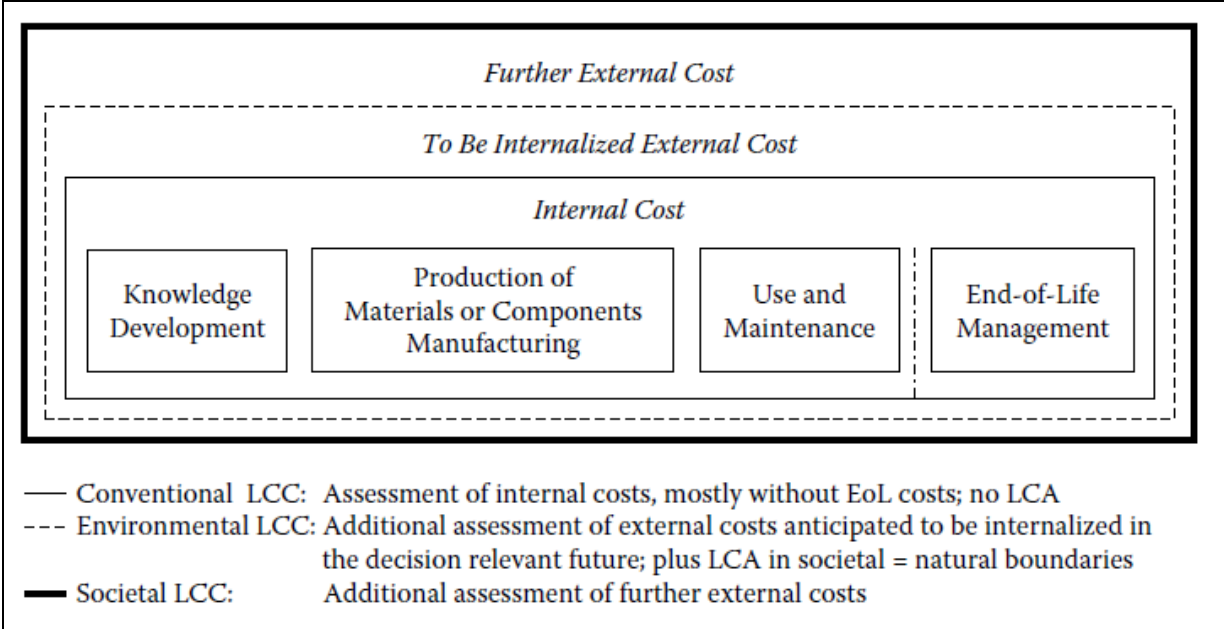 Further External Cost
To Be Internalized External Cost
Internal Cost
Knowledge
Development
Production of
Materials or Components
Manufacturing
Use and
Maintenance
End-of-Life
Management
Conventional LCC: Assessment of internal costs, mostly without EoL costs; no LCA
Environmental LCC: Additional assessment of external costs anticipated to be internalized in
the decision relevant future; plus LCA in societal = natural boundaries
Societal LCC: Additional assessment of further external costs